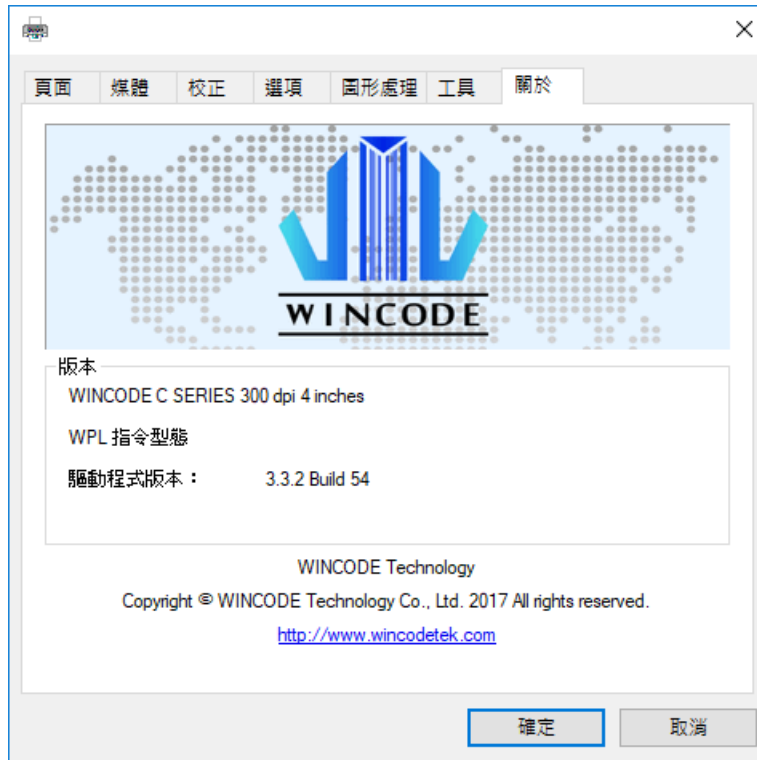 頁面 媒體 校正 選項 圖形處理 工具 關於
WINCODE
版本
WINCODE C SERIES 300 dpi 4 inches
WPL 指令型態
驅動程式版本： 3.3.2 Build 54
WINCODE Technology
Copyright © WINCODE Technology Co., Ltd. 2017 All rights reserved.
http://www.wincodetek.com
確定 取消